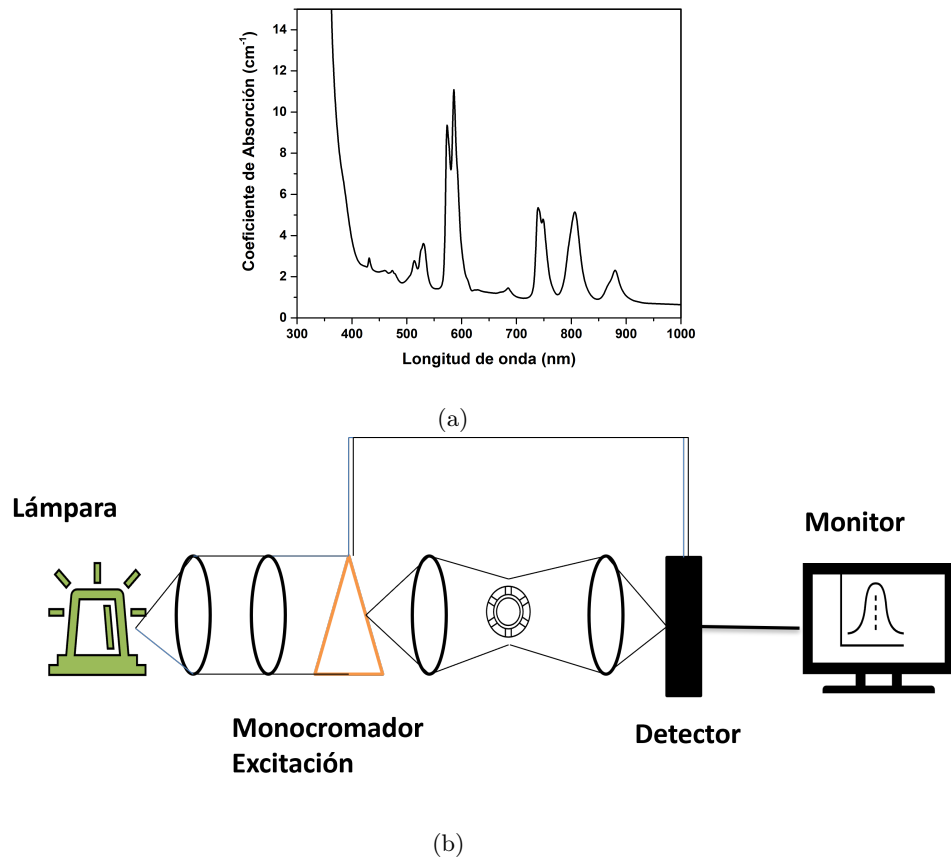 14
12
10
8
6
4
2
0
Coeficiente de Absorción (cm⁻¹)
300 400 500 600 700 800 900 1000
Longitud de onda (nm)
(a)
Lámpara
Monitor
Monocromador
Excitación
Detector
(b)